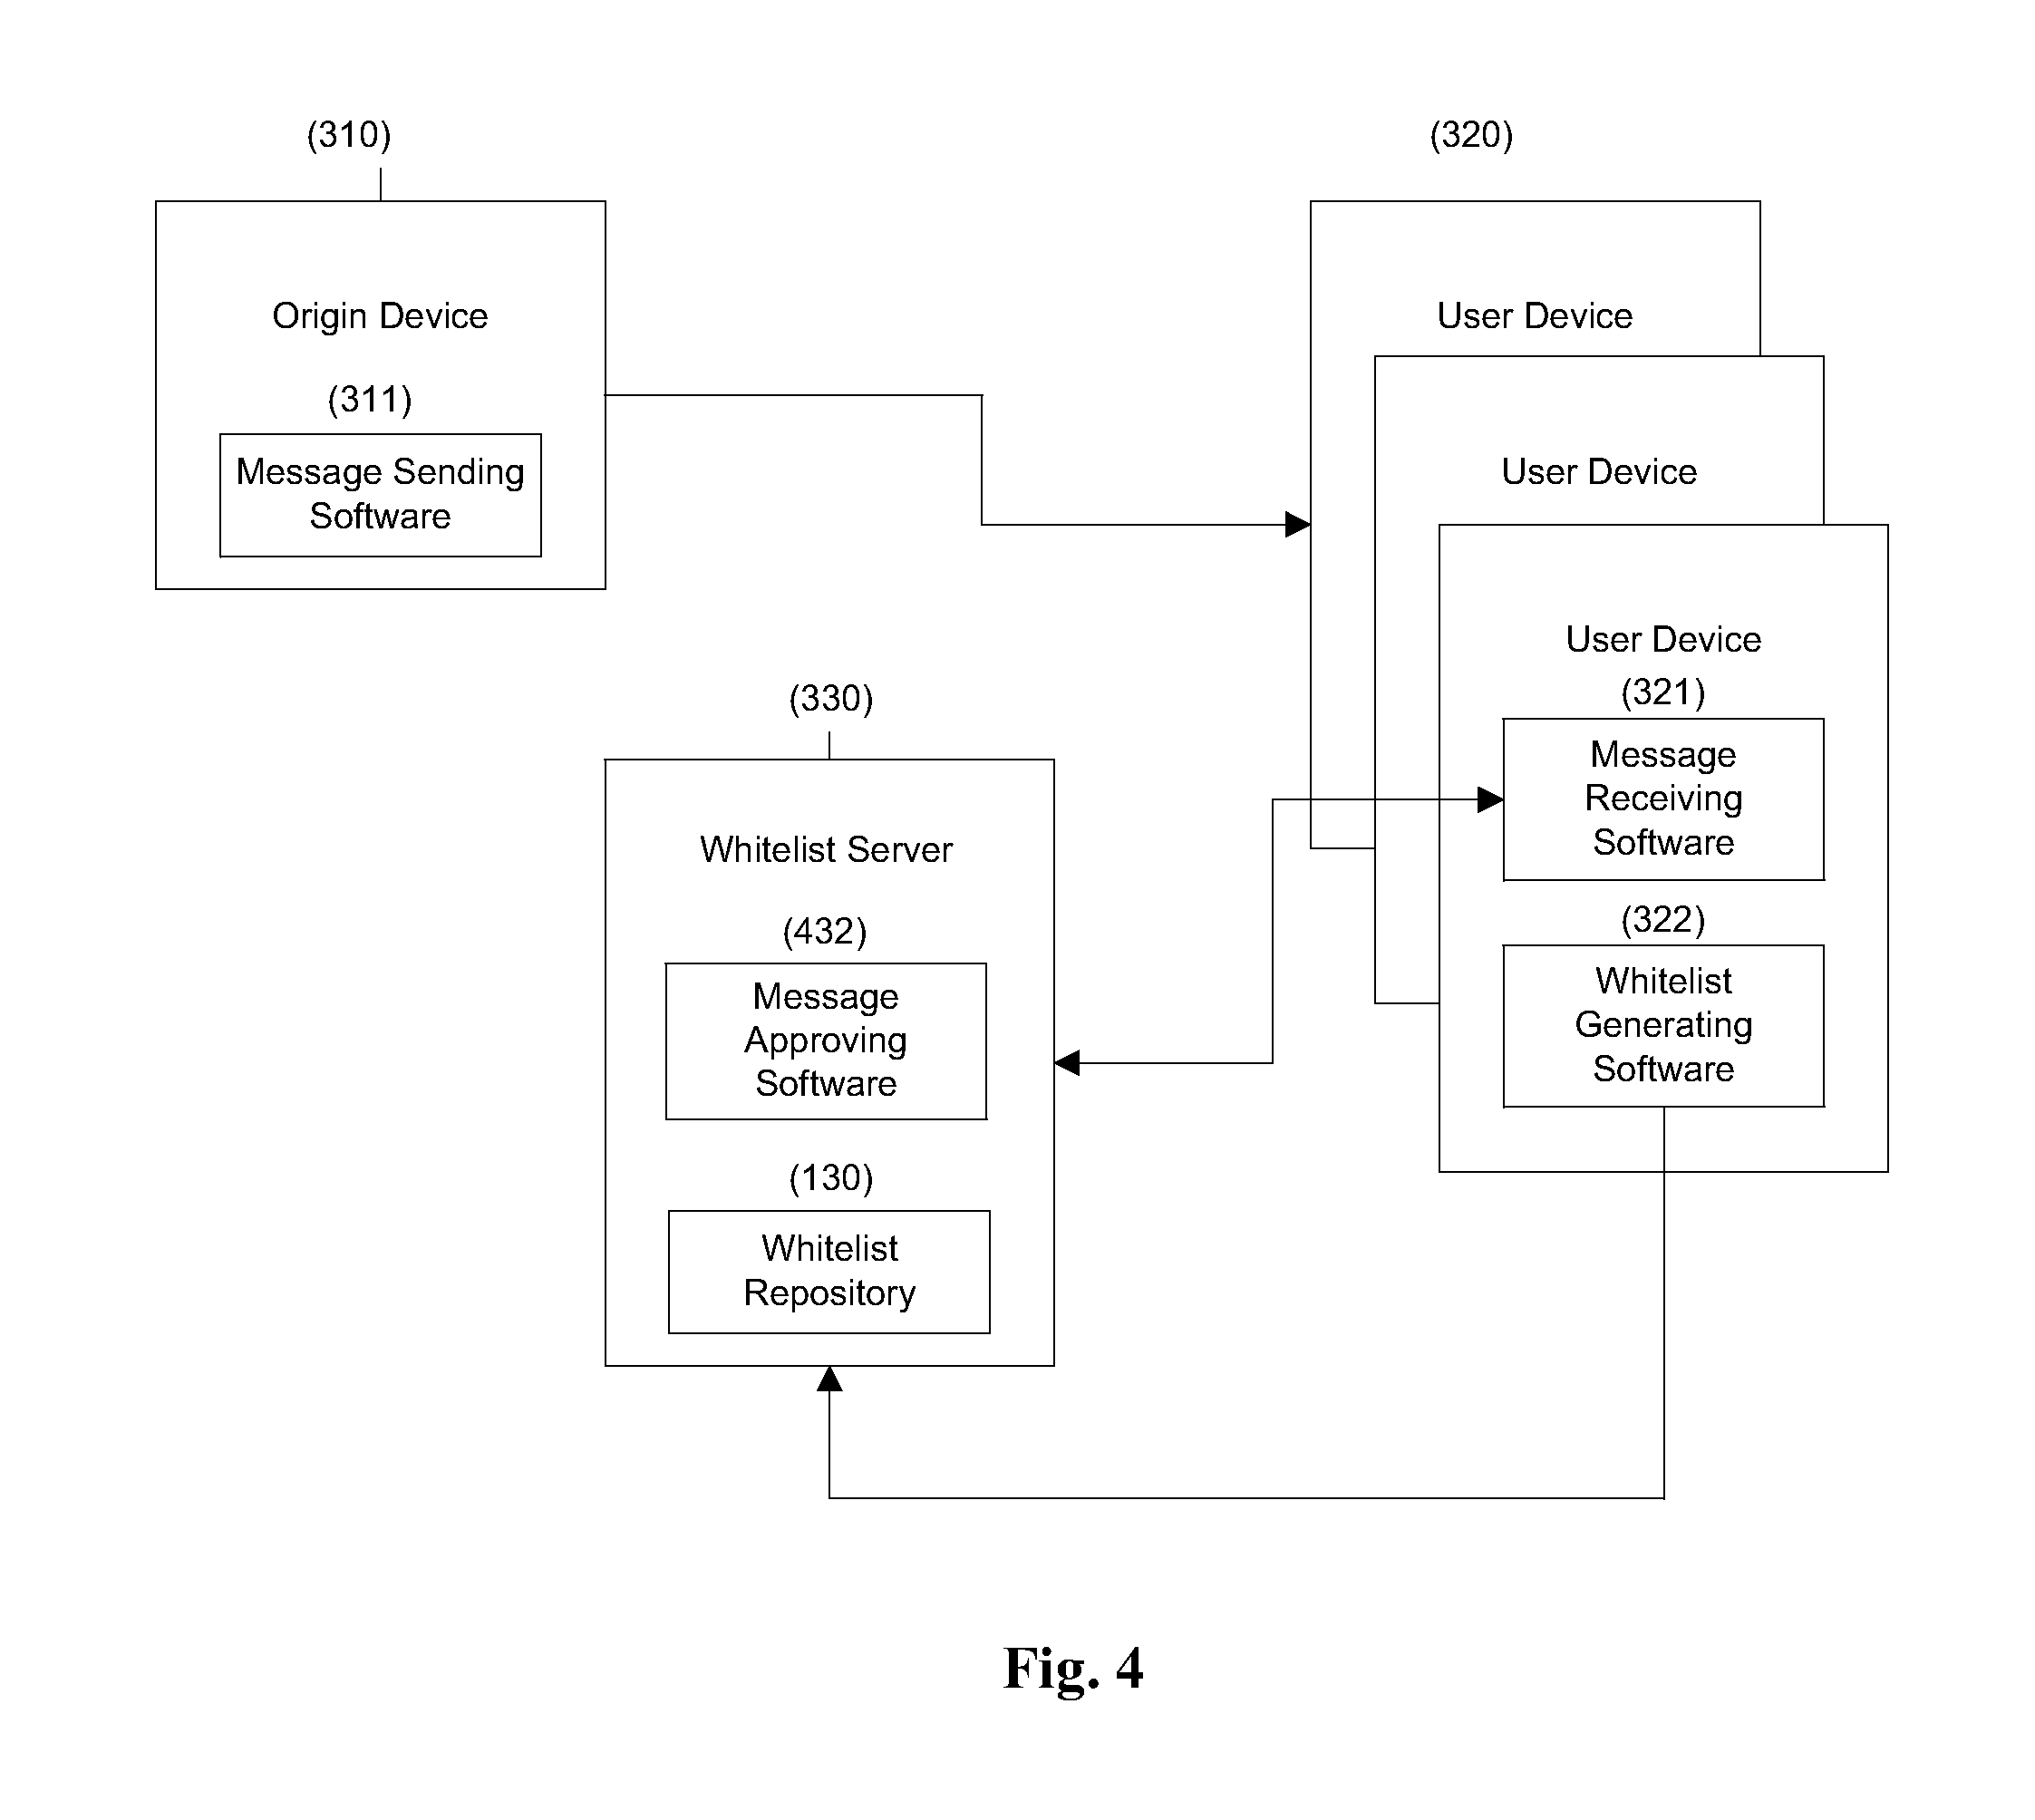 (310)
Origin Device
(311)
Message Sending
Software
(320)
User Device
User Device
User Device
(321)
Message
Receiving
Software
(322)
Whitelist
Generating
Software
(330)
Whitelist Server
(432)
Message
Approving
Software
(130)
Whitelist
Repository
Fig. 4